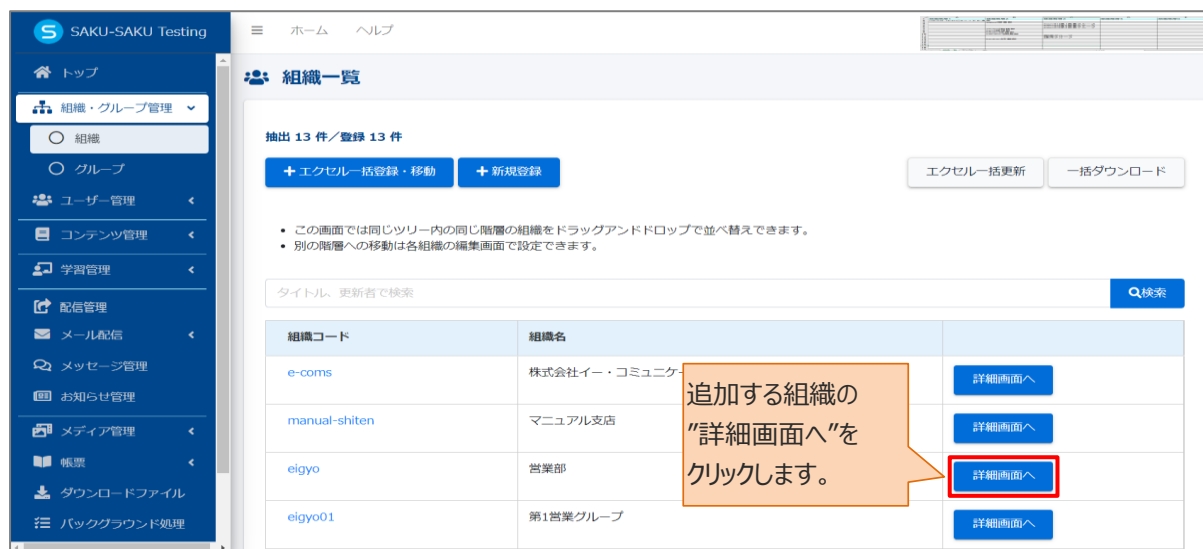 SAKU-SAKU Testing
ホーム ヘルプ
トップ
組織一覧
組織・グループ管理
組織
グループ
ユーザー管理
コンテンツ管理
学習管理
配信管理
メール配信
メッセージ管理
お知らせ管理
メディア管理
帳票
ダウンロードファイル
バックグラウンド処理
抽出 13 件／登録 13 件
+エクセル一括登録・移動 +新規登録 エクセル一括更新 一括ダウンロード
• この画面では同じツリー内の同じ階層の組織をドラッグアンドドロップで並べ替えできます。
• 別の階層への移動は各組織の編集画面で設定できます。
タイトル、更新者で検索 検索
組織コード 組織名
e-coms 株式会社イー・コミュニケー 詳細画面へ
manual-shiten マニュアル支店 詳細画面へ
eigyo 営業部 詳細画面へ
eigyo01 第1営業グループ 詳細画面へ
追加する組織の
”詳細画面へ”を
クリックします。